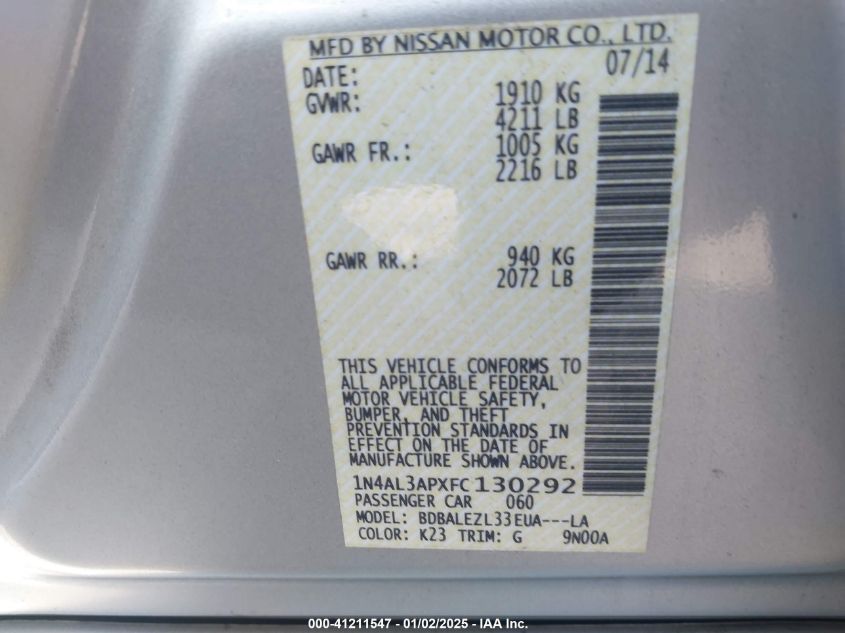 MFD BY NISSAN MOTOR CO., LTD.
DATE: 07/14
GVWR: 1910 KG
4211 LB
GAWR FR.: 1005 KG
2216 LB
GAWR RR.: 940 KG
2072 LB
THIS VEHICLE CONFORMS TO
ALL APPLICABLE FEDERAL
MOTOR VEHICLE SAFETY,
BUMPER, AND THEFT
PREVENTION STANDARDS IN
EFFECT ON THE DATE OF
MANUFACTURE SHOWN ABOVE.
1N4AL3APXFC130292
PASSENGER CAR 060
MODEL: BDBALEZL33EUA---LA
COLOR: K23 TRIM: G 9N00A
000-41211547 - 01/02/2025 - IAA Inc.